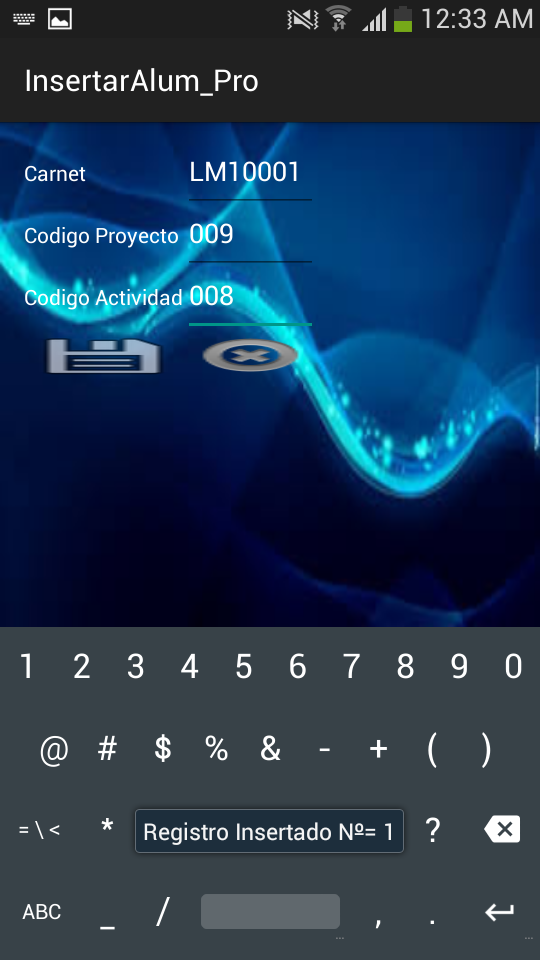 12:33 AM
InsertarAlum_Pro
Carnet LM10001
Codigo Proyecto 009
Codigo Actividad 008
1 2 3 4 5 6 7 8 9 0
@ # $ % & - + ( )
= \ < * Registro Insertado Nº= 1 ?
ABC _ / , .